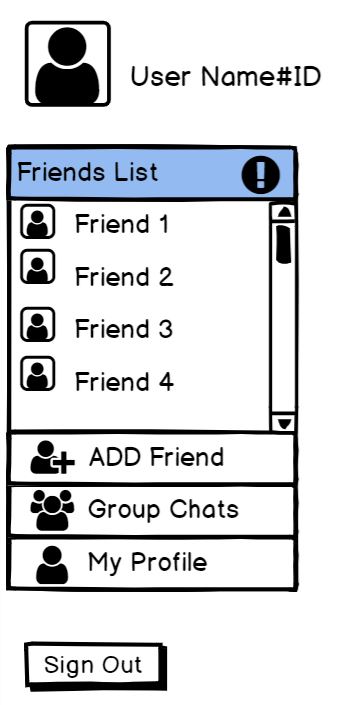 User Name#ID
Friends List
Friend 1
Friend 2
Friend 3
Friend 4
ADD Friend
Group Chats
My Profile
Sign Out